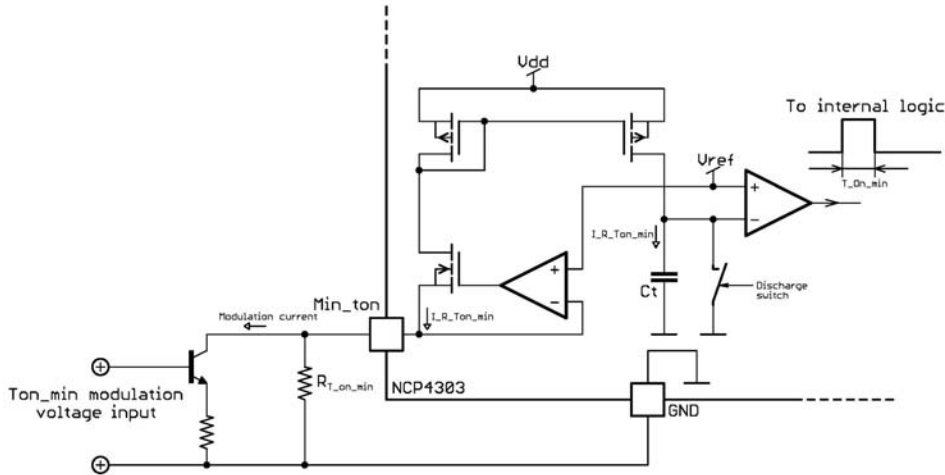 Vdd
To internal logic
T_On_min
Vref
+
-
I_R_Ton_min
+
-
Ct
Discharge
switch
Min_ton
Modulation current
I_R_Ton_min
Ton_min modulation
voltage input
RT_on_min
NCP4303
GND